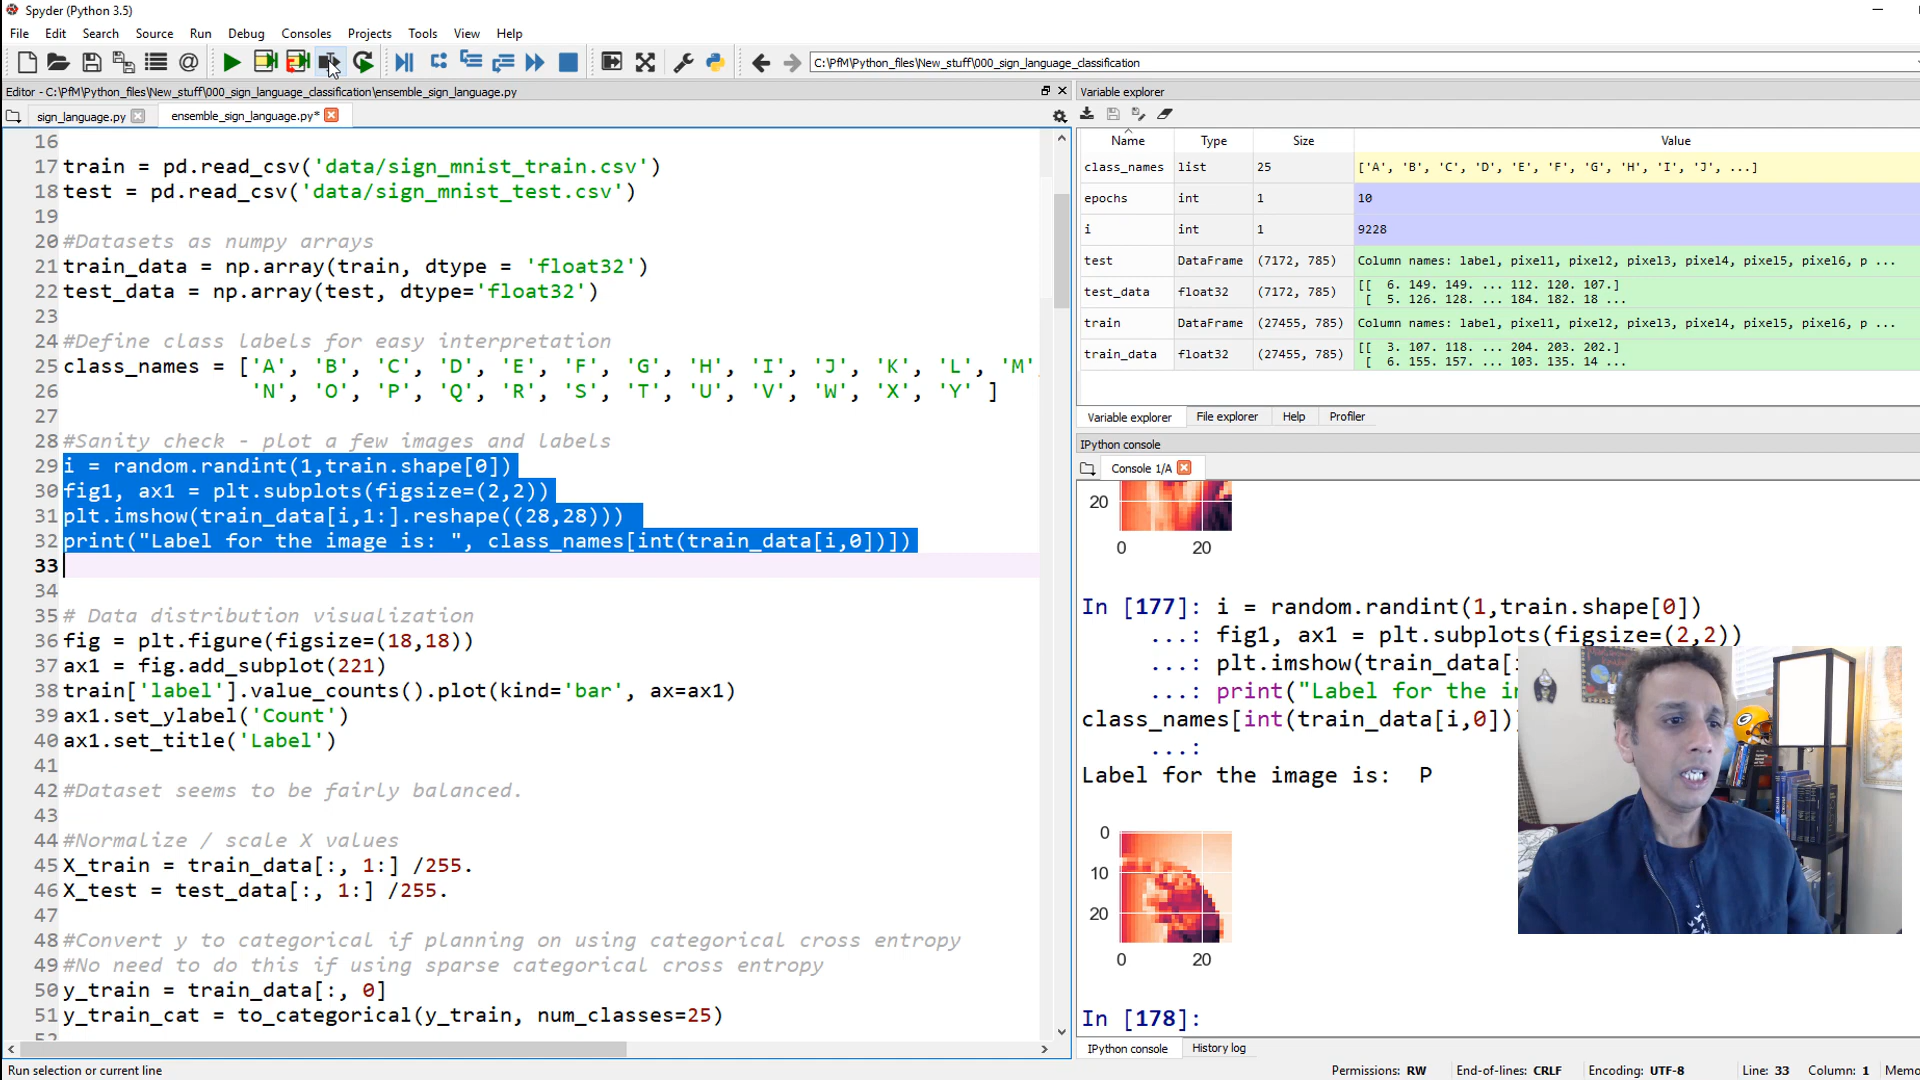 Spyder (Python 3.5)
File Edit Search Source Run Debug Consoles Projects Tools View Help
C:\PfM\Python_files\New_stuff\000_sign_language_classification
Editor - C:\PfM\Python_files\New_stuff\000_sign_language_classification\ensemble_sign_language.py
sign_language.py ensemble_sign_language.py*
16
17 train = pd.read_csv('data/sign_mnist_train.csv')
18 test = pd.read_csv('data/sign_mnist_test.csv')
19
20 #Datasets as numpy arrays
21 train_data = np.array(train, dtype = 'float32')
22 test_data = np.array(test, dtype='float32')
23
24 #Define class labels for easy interpretation
25 class_names = ['A', 'B', 'C', 'D', 'E', 'F', 'G', 'H', 'I', 'J', 'K', 'L', 'M'
26 'N', 'O', 'P', 'Q', 'R', 'S', 'T', 'U', 'V', 'W', 'X', 'Y' ]
27
28 #Sanity check - plot a few images and labels
29 i = random.randint(1,train.shape[0])
30 fig1, ax1 = plt.subplots(figsize=(2,2))
31 plt.imshow(train_data[i,1:].reshape((28,28)))
32 print("Label for the image is: ", class_names[int(train_data[i,0])])
33
34
35 # Data distribution visualization
36 fig = plt.figure(figsize=(18,18))
37 ax1 = fig.add_subplot(221)
38 train['label'].value_counts().plot(kind='bar', ax=ax1)
39 ax1.set_ylabel('Count')
40 ax1.set_title('Label')
41
42 #Dataset seems to be fairly balanced.
43
44 #Normalize / scale X values
45 X_train = train_data[:, 1:] /255.
46 X_test = test_data[:, 1:] /255.
47
48 #Convert y to categorical if planning on using categorical cross entropy
49 #No need to do this if using sparse categorical cross entropy
50 y_train = train_data[:, 0]
51 y_train_cat = to_categorical(y_train, num_classes=25)
Variable explorer
Name Type Size Value
class_names list 25 ['A', 'B', 'C', 'D', 'E', 'F', 'G', 'H', 'I', 'J', ...]
epochs int 1 10
i int 1 9228
test DataFrame (7172, 785) Column names: label, pixel1, pixel2, pixel3, pixel4, pixel5, pixel6, p ...
test_data float32 (7172, 785) [[ 6. 149. 149. ... 112. 120. 107.]
[ 5. 126. 128. ... 184. 182. 18 ...
train DataFrame (27455, 785) Column names: label, pixel1, pixel2, pixel3, pixel4, pixel5, pixel6, p ...
train_data float32 (27455, 785) [[ 3. 107. 118. ... 204. 203. 202.]
[ 6. 155. 157. ... 103. 135. 14 ...
Variable explorer File explorer Help Profiler
IPython console
Console 1/A
20
0 20
In [177]: i = random.randint(1,train.shape[0])
...: fig1, ax1 = plt.subplots(figsize=(2,2))
...: plt.imshow(train_data[
...: print("Label for the
class_names[int(train_data[i,0])
...:
Label for the image is: P
0
10
20
0 20
In [178]:
IPython console History log
Run selection or current line Permissions: RW End-of-lines: CRLF Encoding: UTF-8 Line: 33 Column: 1